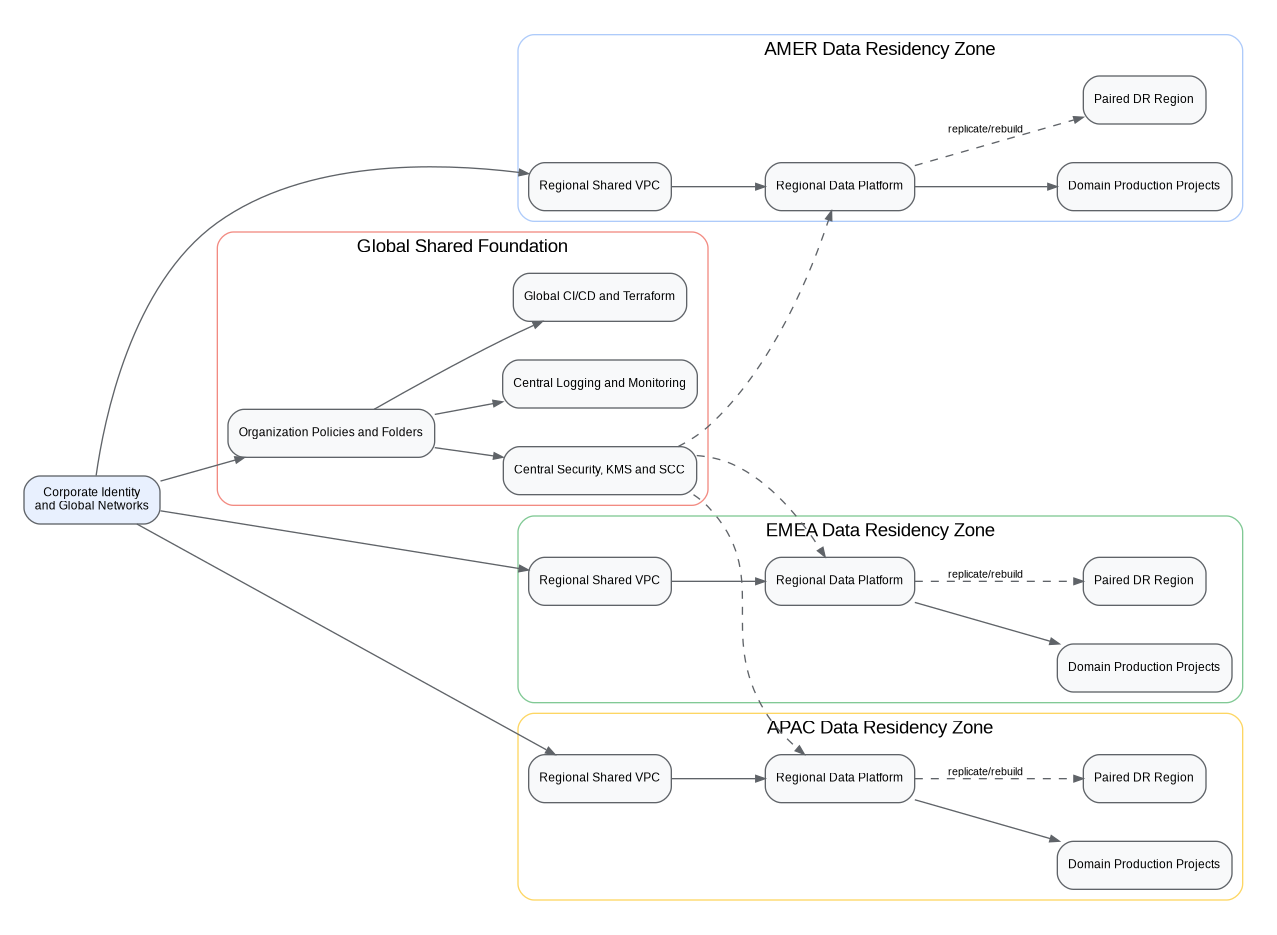 AMER Data Residency Zone
Paired DR Region
replicate/rebuild
Regional Shared VPC
Regional Data Platform
Domain Production Projects
Global Shared Foundation
Global CI/CD and Terraform
Central Logging and Monitoring
Organization Policies and Folders
Central Security, KMS and SCC
Corporate Identity
and Global Networks
EMEA Data Residency Zone
Regional Shared VPC
Regional Data Platform
replicate/rebuild
Paired DR Region
Domain Production Projects
APAC Data Residency Zone
Regional Shared VPC
Regional Data Platform
replicate/rebuild
Paired DR Region
Domain Production Projects